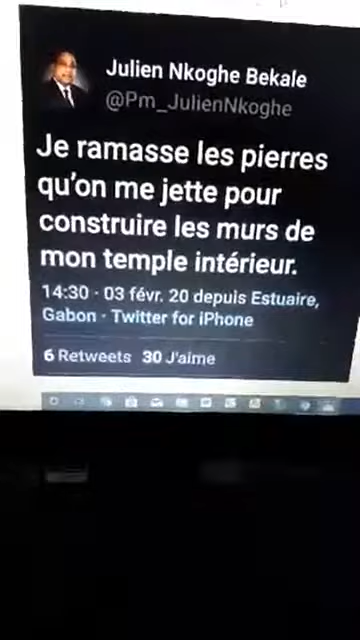 Julien Nkoghe Bekale
@Pm_JulienNkoghe
Je ramasse les pierres
qu'on me jette pour
construire les murs de
mon temple intérieur.
14:30 · 03 févr. 20 depuis Estuaire,
Gabon · Twitter for iPhone
6 Retweets 30 J'aime